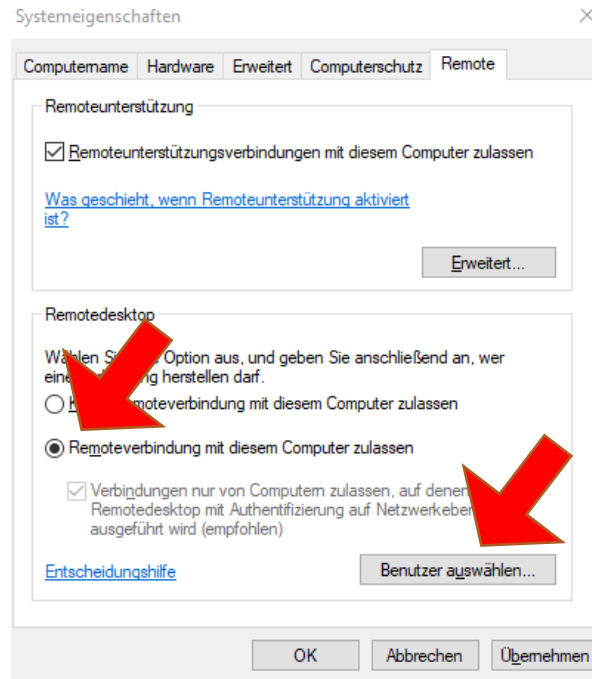 Systemeigenschaften
Computername Hardware Erweitert Computerschutz Remote
Remoteunterstützung
Remoteunterstützungsverbindungen mit diesem Computer zulassen
Was geschieht, wenn Remoteunterstützung aktiviert
ist?
Erweitert...
Remotedesktop
Wählen Option aus, und geben Sie anschließend an, wer
herstellen darf.
mit diesem Computer zulassen
Remoteverbindung mit diesem Computer zulassen
Verbindungen nur von Computern zulassen, auf denen
Remotedesktop mit Authentifizierung auf
ausgeführt wird (empfohlen)
Entscheidungshilfe
Benutzer auswählen...
OK Abbrechen Übernehmen